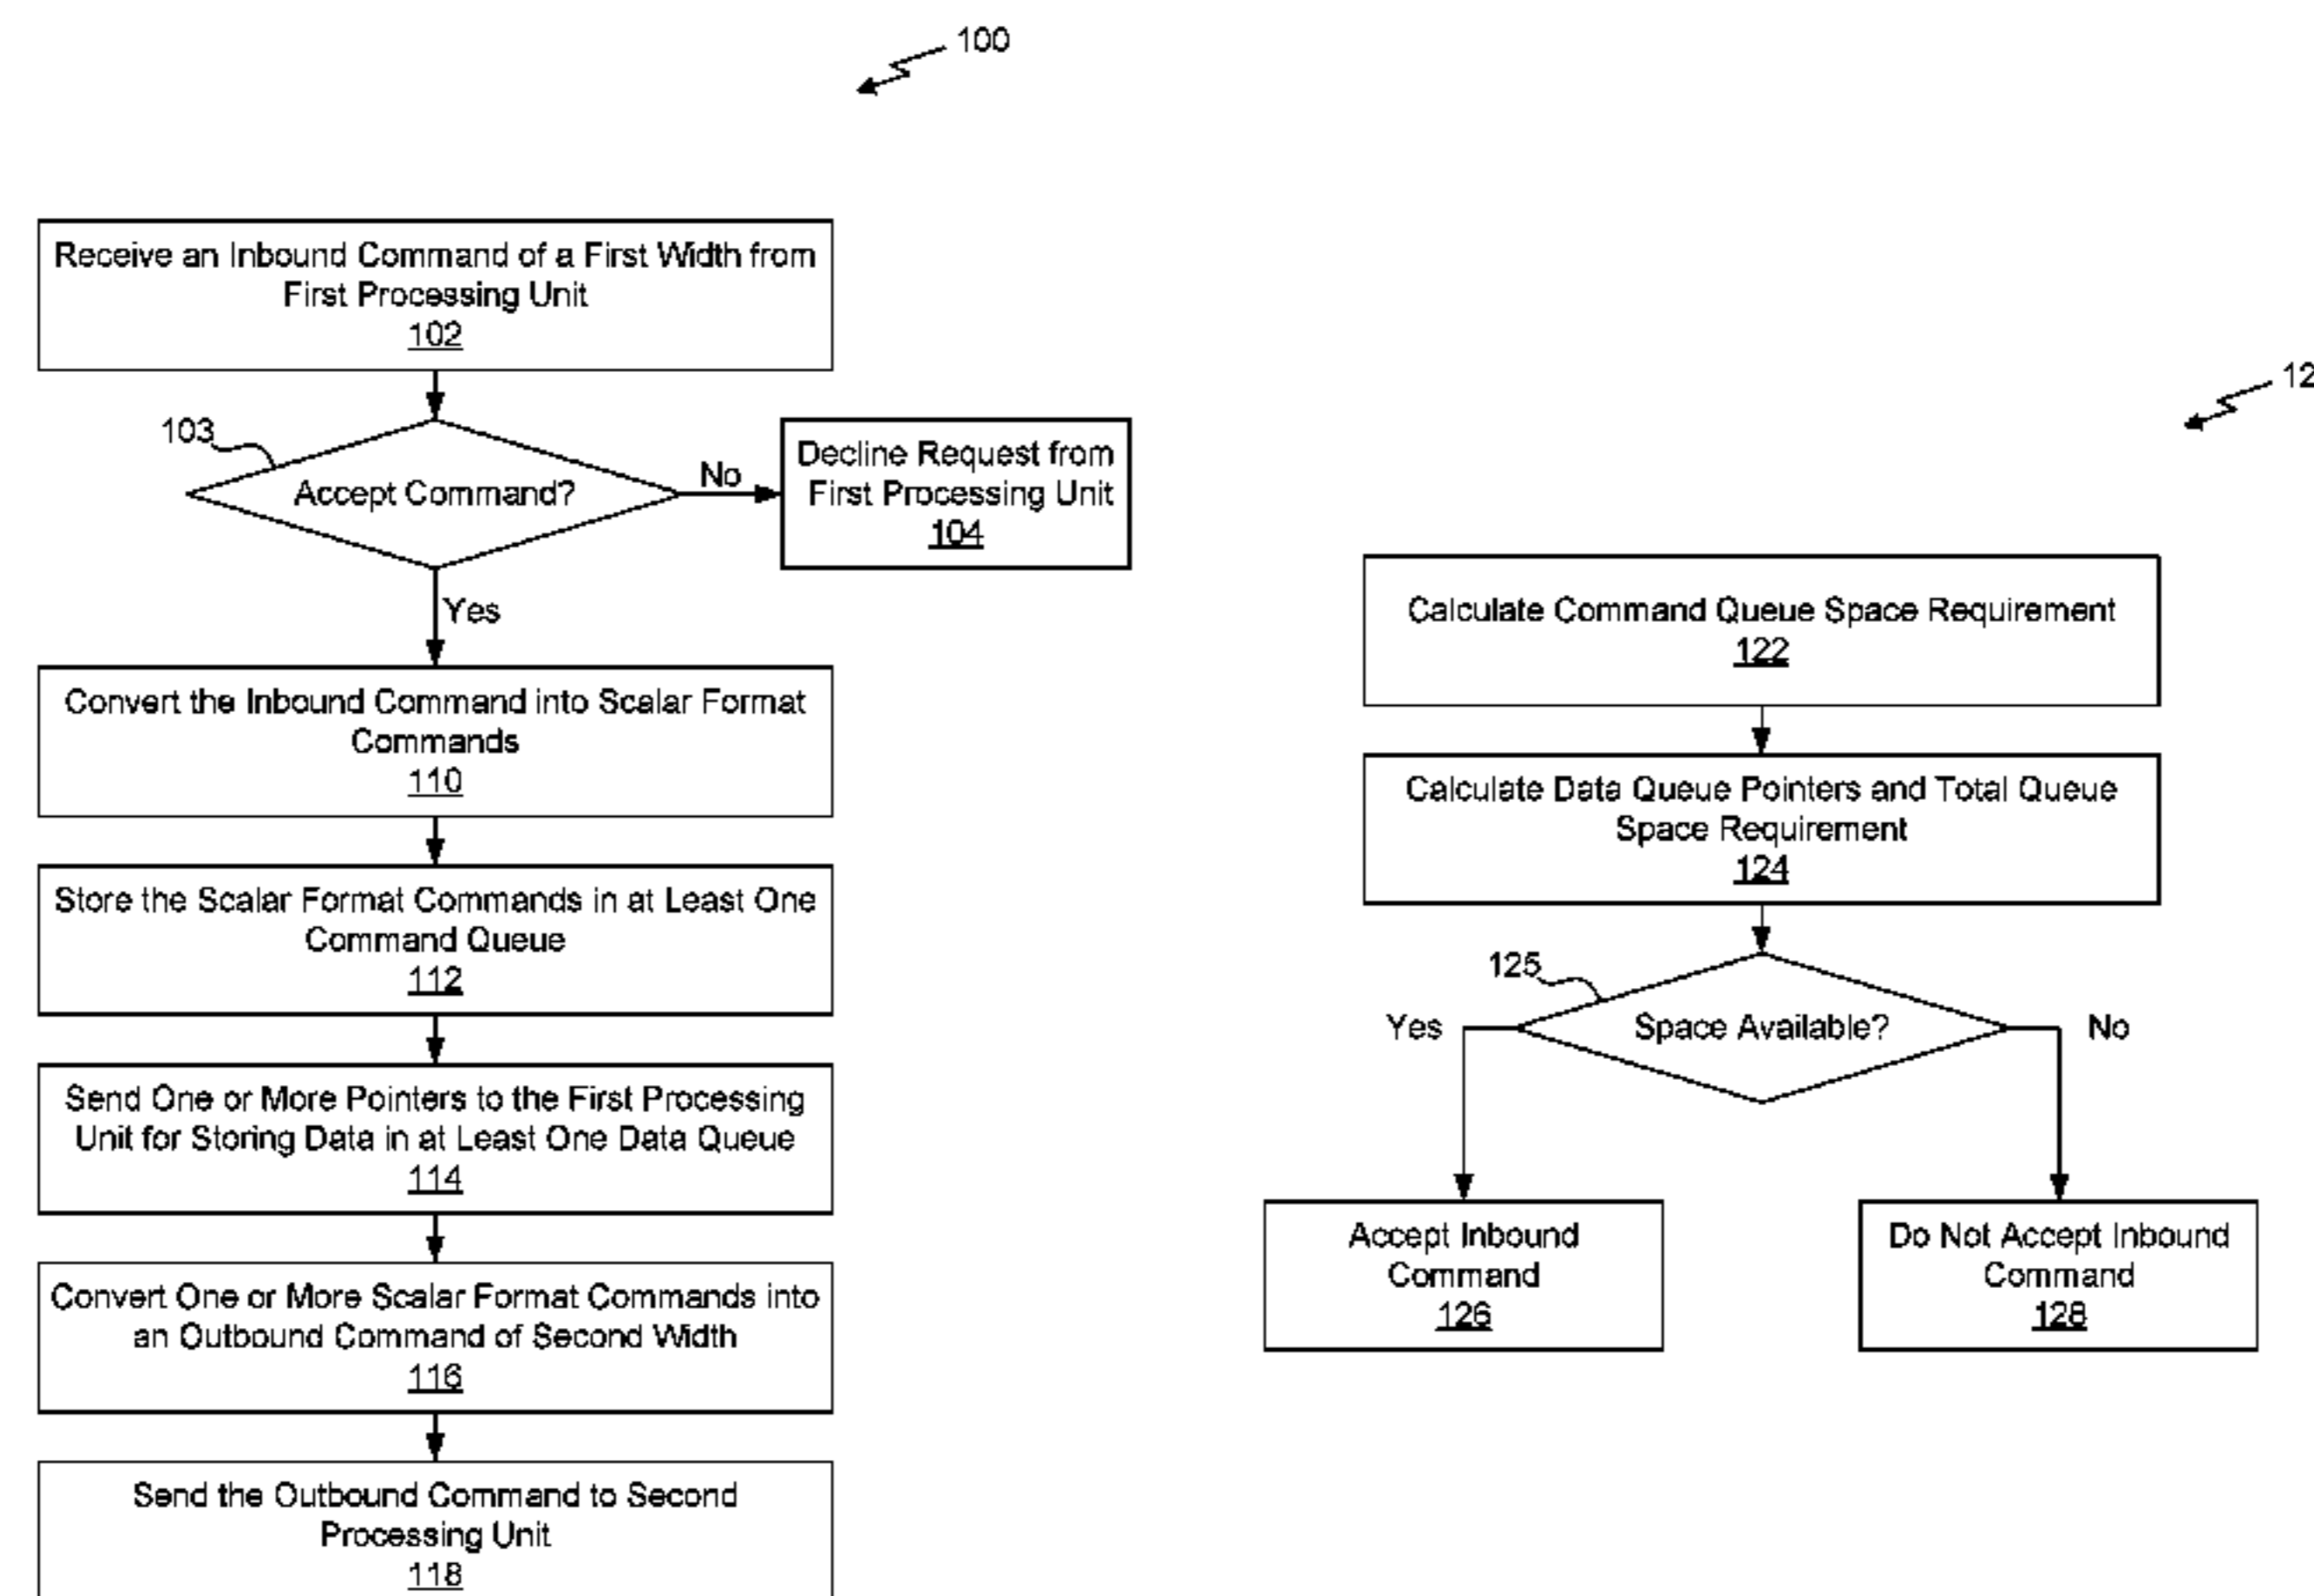 100
Receive an Inbound Command of a First Width from
First Processing Unit
102
103
Accept Command?
No
Decline Request from
First Processing Unit
104
Yes
Convert the Inbound Command into Scalar Format
Commands
110
Store the Scalar Format Commands in at Least One
Command Queue
112
Send One or More Pointers to the First Processing
Unit for Storing Data in at Least One Data Queue
114
Convert One or More Scalar Format Commands into
an Outbound Command of Second Width
116
Send the Outbound Command to Second
Processing Unit
118
12
Calculate Command Queue Space Requirement
122
Calculate Data Queue Pointers and Total Queue
Space Requirement
124
125
Yes
Space Available?
No
Accept Inbound
Command
126
Do Not Accept Inbound
Command
128